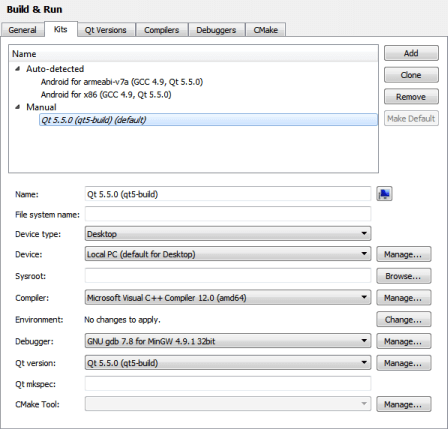 Build & Run
General Kits Qt Versions Compilers Debuggers CMake
Name
Auto-detected
Android for armeabi-v7a (GCC 4.9, Qt 5.5.0)
Android for x86 (GCC 4.9, Qt 5.5.0)
Manual
Qt 5.5.0 (qt5-build) (default)
Add
Clone
Remove
Make Default
Name: Qt 5.5.0 (qt5-build)
File system name:
Device type: Desktop
Device: Local PC (default for Desktop) Manage...
Sysroot: Browse...
Compiler: Microsoft Visual C++ Compiler 12.0 (amd64) Manage...
Environment: No changes to apply. Change...
Debugger: GNU gdb 7.8 for MinGW 4.9.1 32bit Manage...
Qt version: Qt 5.5.0 (qt5-build) Manage...
Qt mkspec:
CMake Tool: Manage...